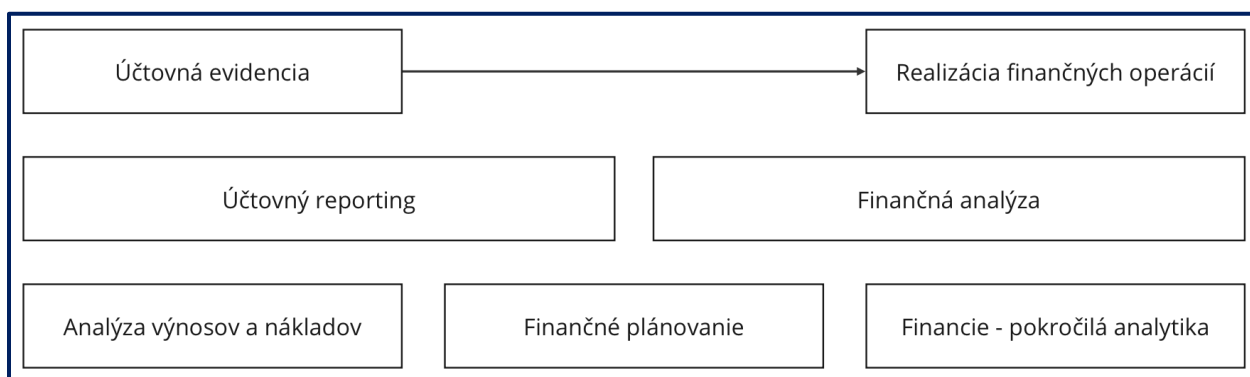 Účtovná evidencia
Realizácia finančných operácií
Účtovný reporting
Finančná analýza
Analýza výnosov a nákladov
Finančné plánovanie
Financie - pokročilá analytika